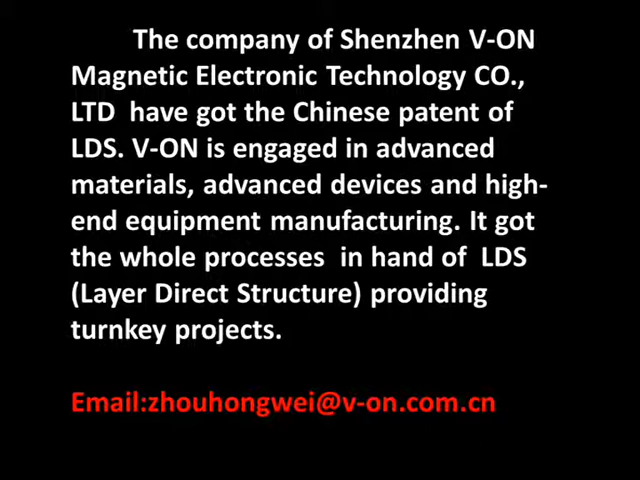 The company of Shenzhen V-ON
Magnetic Electronic Technology CO.,
LTD  have got the Chinese patent of
LDS. V-ON is engaged in advanced
materials, advanced devices and high-
end equipment manufacturing. It got
the whole processes  in hand of  LDS
(Layer Direct Structure) providing
turnkey projects.
Email:zhouhongwei@v-on.com.cn